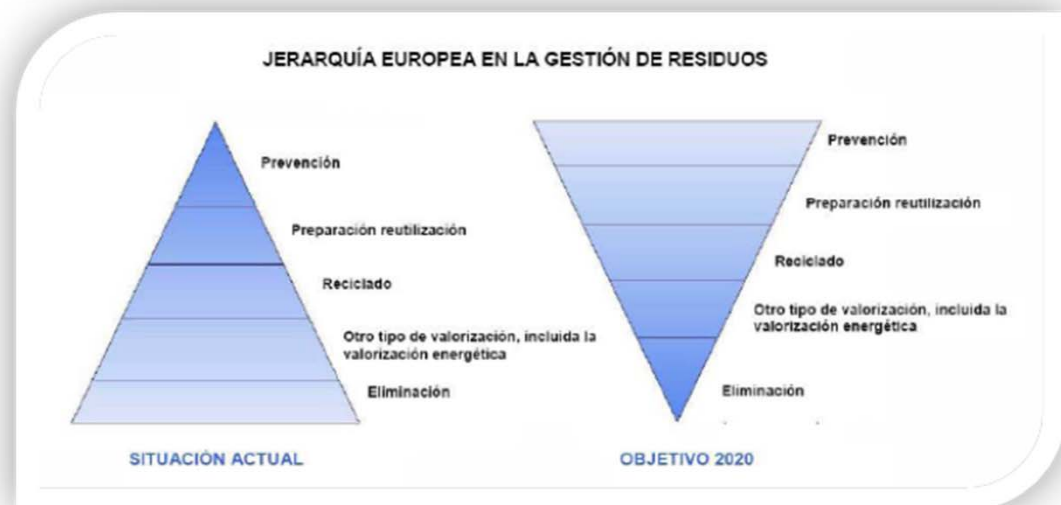 JERARQUÍA EUROPEA EN LA GESTIÓN DE RESIDUOS
Prevención
Preparación reutilización
Reciclado
Otro tipo de valorización, incluida la
valorización energética
Eliminación
SITUACIÓN ACTUAL
Prevención
Preparación reutilización
Reciclado
Otro tipo de valorización, incluida la
valorización energética
Eliminación
OBJETIVO 2020